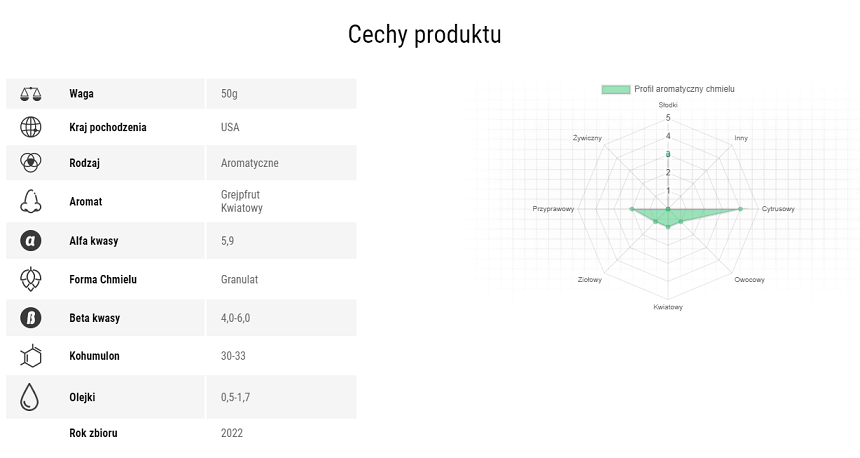 Cechy produktu
Waga 50g
Kraj pochodzenia USA
Rodzaj Aromatyczne
Aromat Grejpfrut
Kwiatowy
Alfa kwasy 5,9
Forma Chmielu Granulat
Beta kwasy 4,0-6,0
Kohumulon 30-33
Olejki 0,5-1,7
Rok zbioru 2022
Profil aromatyczny chmielu
Słodki
5
4
3
2
1
Żywiczny
Inny
Przyprawowy
Cytrusowy
Ziołowy
Owocowy
Kwiatowy
α
β